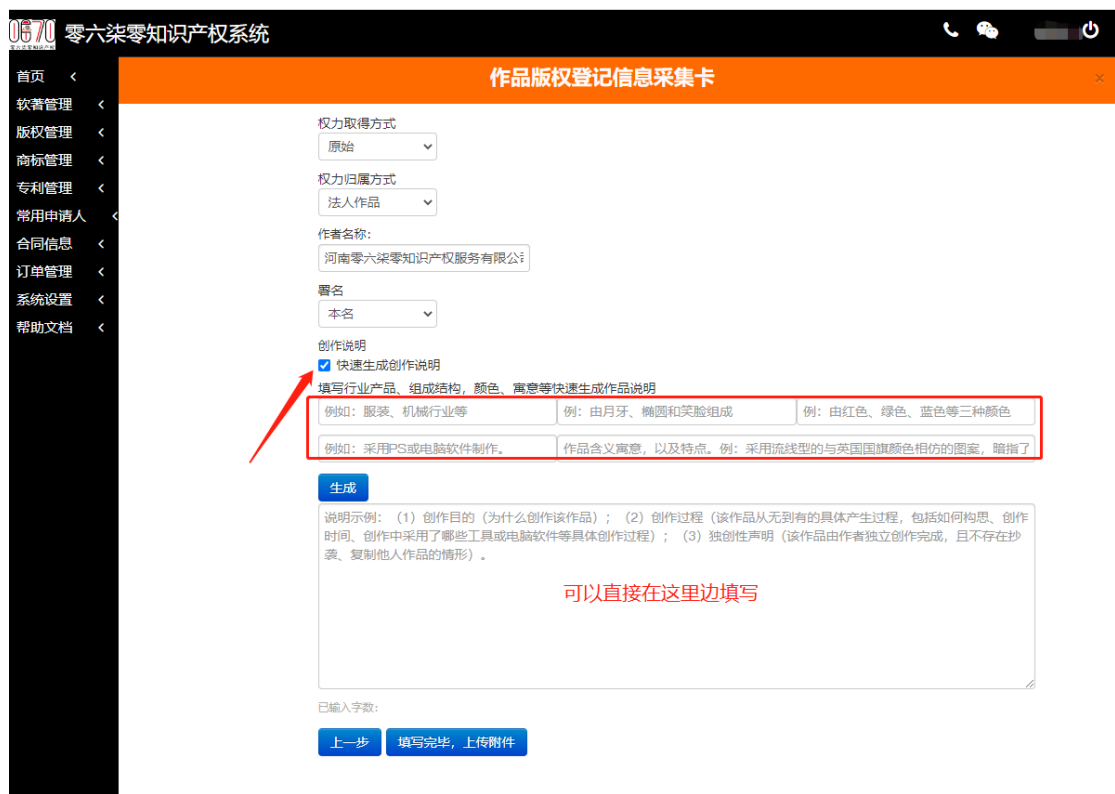 0670 零六柒零知识产权系统
首页
作品版权登记信息采集卡
×
软著管理
版权管理
商标管理
专利管理
常用申请人
合同信息
订单管理
系统设置
帮助文档
权力取得方式
原始
权力归属方式
法人作品
作者名称:
河南零六柒零知识产权服务有限公司
署名
本名
创作说明
快速生成创作说明
填写行业产品、组成结构，颜色、寓意等快速生成作品说明
例如：服装、机械行业等 例：由月牙、椭圆和笑脸组成 例：由红色、绿色、蓝色等三种颜色
例如：采用PS或电脑软件制作。 作品含义寓意，以及特点。例：采用流线型的与英国国旗颜色相仿的图案，暗指了
生成
说明示例：（1）创作目的（为什么创作该作品）；（2）创作过程（该作品从无到有的具体产生过程，包括如何构思、创作
时间、创作中采用了哪些工具或电脑软件等具体创作过程）；（3）独创性声明（该作品由作者独立创作完成，且不存在抄
袭、复制他人作品的情形）。
可以直接在这里边填写
已输入字数:
上一步 填写完毕，上传附件